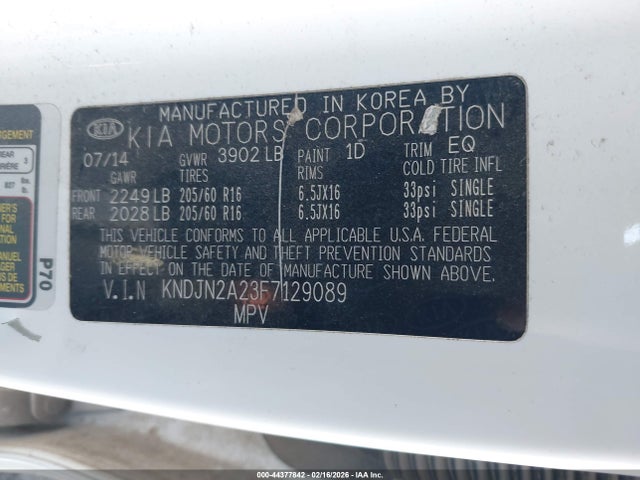 MANUFACTURED IN KOREA BY
KIA KIA MOTORS CORPORATION
07/14 GVWR 3902 LB PAINT 1D TRIM EQ
GAWR TIRES RIMS COLD TIRE INFL
FRONT 2249 LB 205/60 R16 6.5JX16 33psi SINGLE
REAR 2028 LB 205/60 R16 6.5JX16 33psi SINGLE
THIS VEHICLE CONFORMS TO ALL APPLICABLE U.S.A. FEDERAL
MOTOR VEHICLE SAFETY AND THEFT PREVENTION STANDARDS
IN EFFECT ON THE DATE OF MANUFACTURE SHOWN ABOVE.
V.I.N KNDJN2A23F7129089
MPV
P70
000-44377842 - 02/16/2026 - IAA Inc.